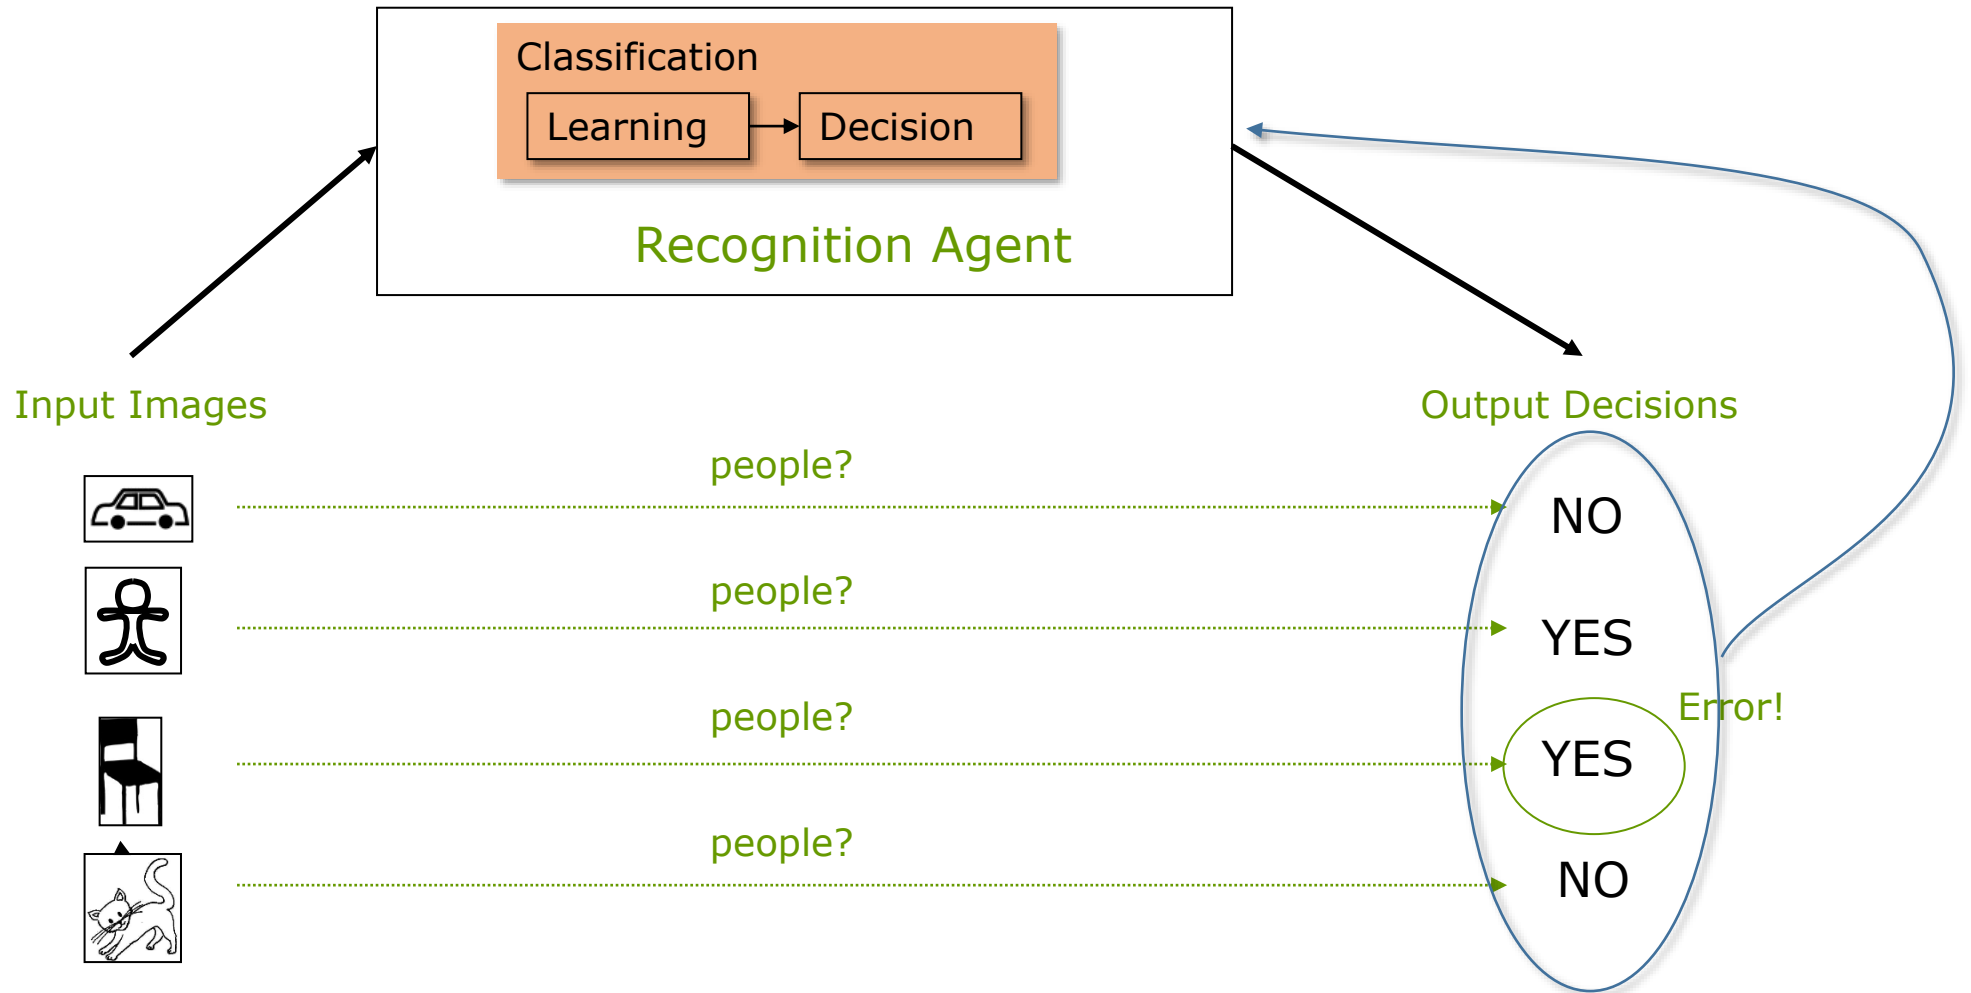 Classification
Learning
Decision
Recognition Agent
Input Images
Output Decisions
people?
NO
people?
YES
people?
Error!
YES
people?
NO